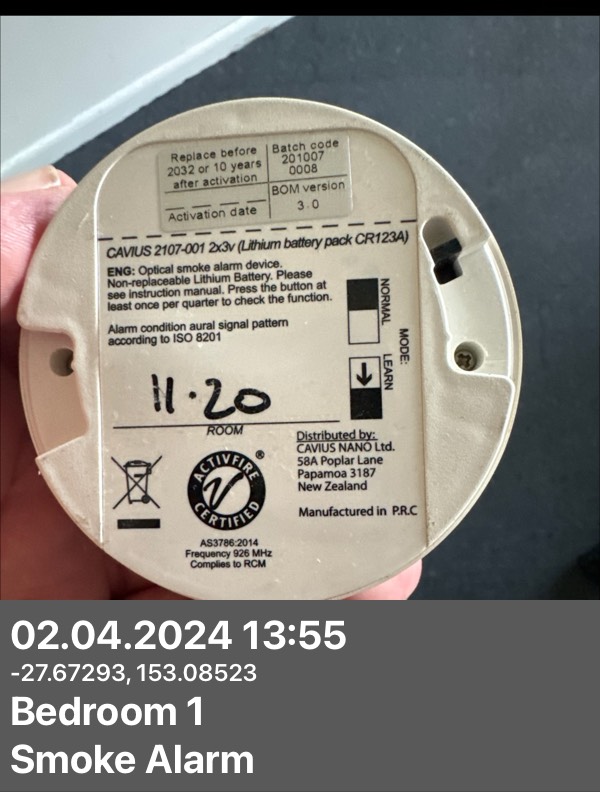 Replace before
2032 or 10 years
after activation
Activation date
Batch code
201007
0008
BOM version
3.0
CAVIUS 2107-001 2x3v (Lithium battery pack CR123A)
ENG: Optical smoke alarm device.
Non-replaceable Lithium Battery. Please
see instruction manual. Press the button at
least once per quarter to check the function.
Alarm condition aural signal pattern
according to ISO 8201
NORMAL
MODE:
LEARN
11.20
ROOM
ACTIVFIRE
®
CERTIFIED
AS3786:2014
Frequency 926 MHz
Complies to RCM
Distributed by:
CAVIUS NANO Ltd.
58A Poplar Lane
Papamoa 3187
New Zealand
Manufactured in P.R.C
02.04.2024 13:55
-27.67293, 153.08523
Bedroom 1
Smoke Alarm